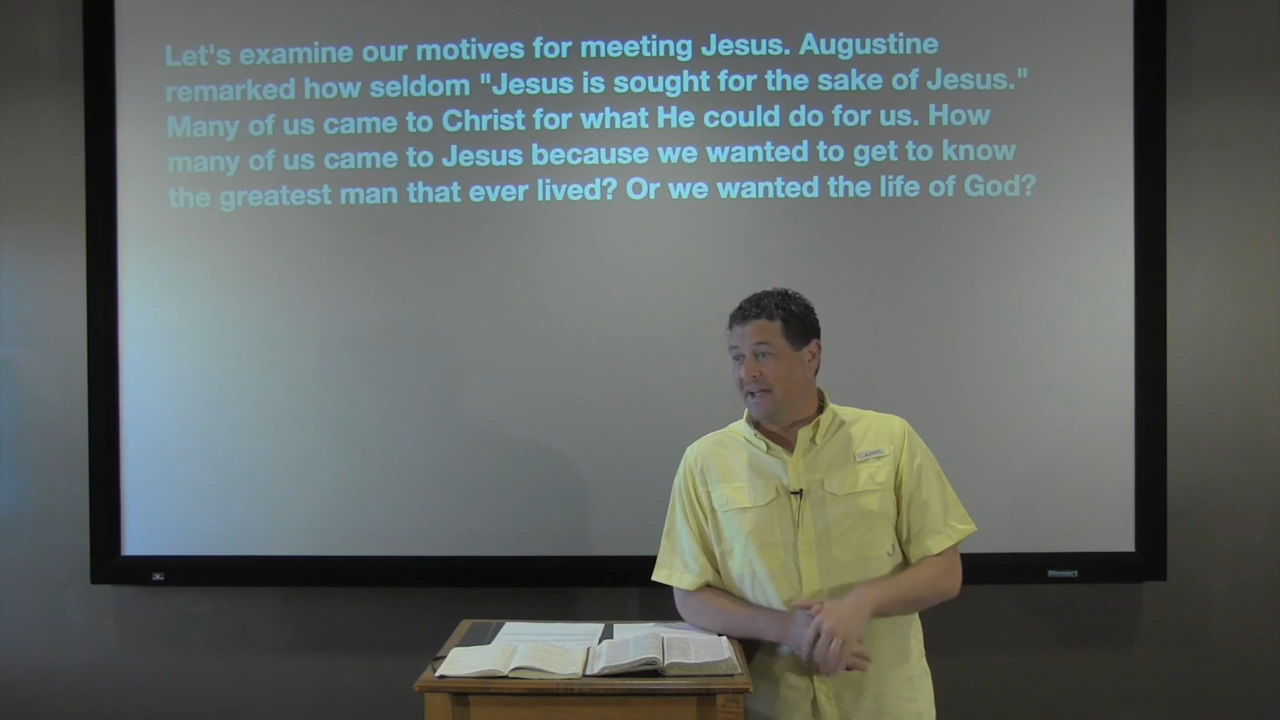 Let's examine our motives for meeting Jesus. Augustine
remarked how seldom "Jesus is sought for the sake of Jesus."
Many of us came to Christ for what He could do for us. How
many of us came to Jesus because we wanted to get to know
the greatest man that ever lived? Or we wanted the life of God?
Stewart